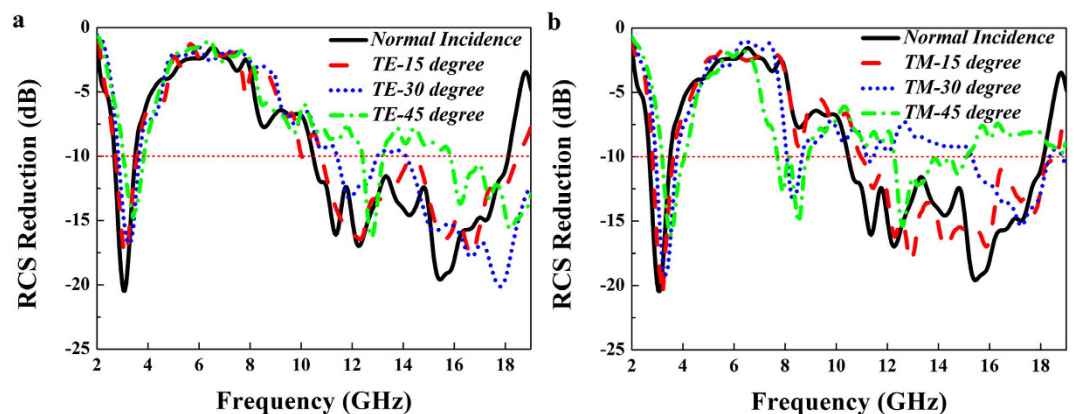 a
RCS Reduction (dB)
0
-5
-10
-15
-20
-25
Normal Incidence
TE-15 degree
TE-30 degree
TE-45 degree
2 4 6 8 10 12 14 16 18
Frequency (GHz)
b
RCS Reduction (dB)
0
-5
-10
-15
-20
-25
Normal Incidence
TM-15 degree
TM-30 degree
TM-45 degree
2 4 6 8 10 12 14 16 18
Frequency (GHz)